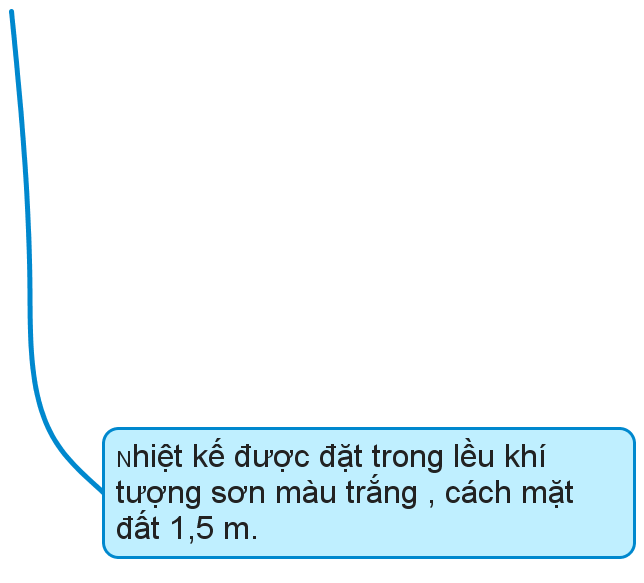 Nhiệt kế được đặt trong lều khí
tượng sơn màu trắng , cách mặt
đất 1,5 m.